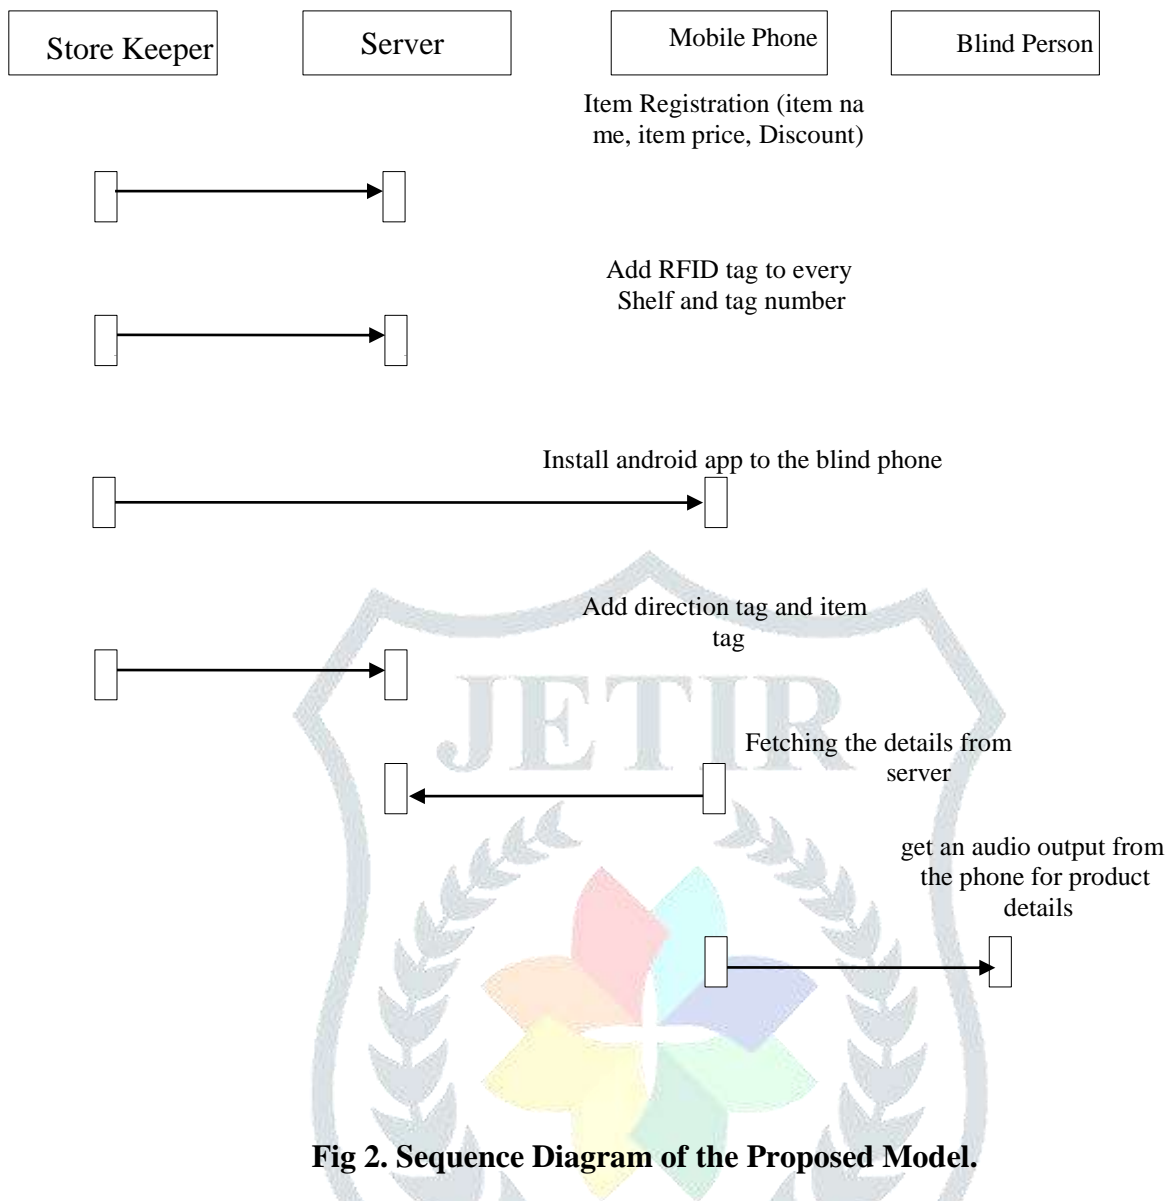 Store Keeper
Server
Mobile Phone
Blind Person
Item Registration (item na
me, item price, Discount)
Add RFID tag to every
Shelf and tag number
Install android app to the blind phone
Add direction tag and item
tag
JETIR
Fetching the details from
server
get an audio output from
the phone for product
details
Fig 2. Sequence Diagram of the Proposed Model.